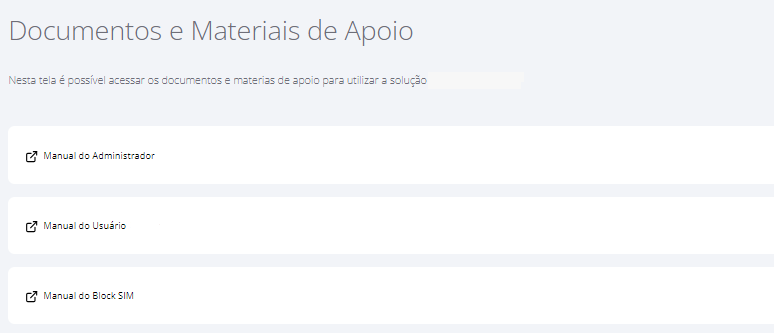 Documentos e Materiais de Apoio
Nesta tela é possível acessar os documentos e materias de apoio para utilizar a solução
Manual do Administrador
Manual do Usuário
Manual do Block SIM